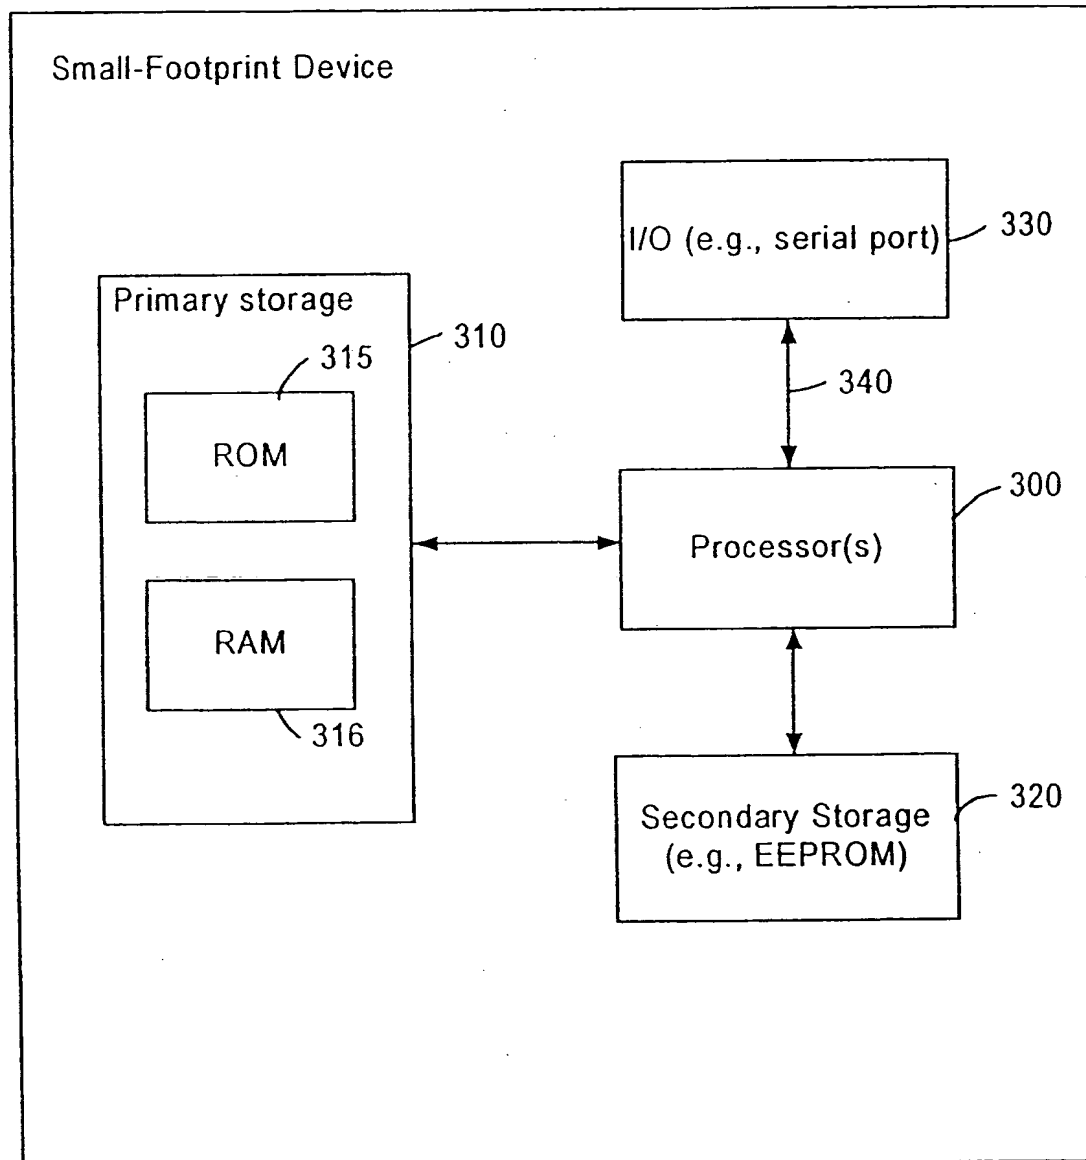 Small-Footprint Device
I/O (e.g., serial port)
330
Primary storage
310
315
340
ROM
300
Processor(s)
RAM
316
320
Secondary Storage
(e.g., EEPROM)